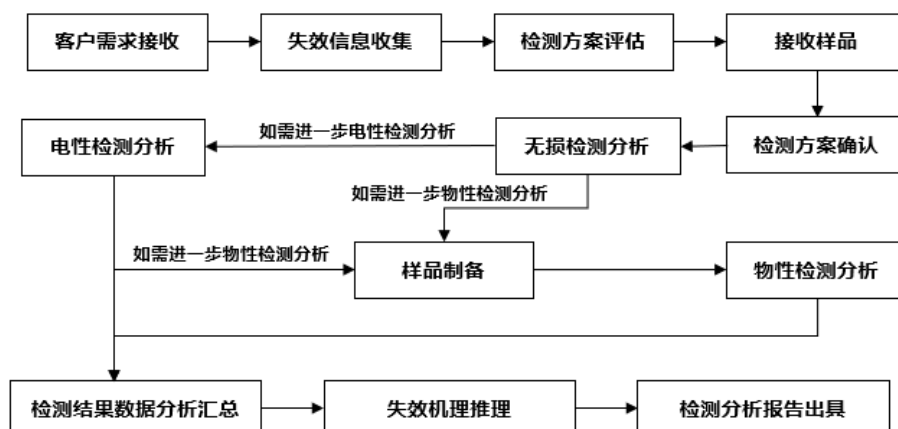 客户需求接收
失效信息收集
检测方案评估
接收样品
电性检测分析
如需进一步电性检测分析
无损检测分析
检测方案确认
如需进一步物性检测分析
如需进一步物性检测分析
样品制备
物性检测分析
检测结果数据分析汇总
失效机理推理
检测分析报告出具